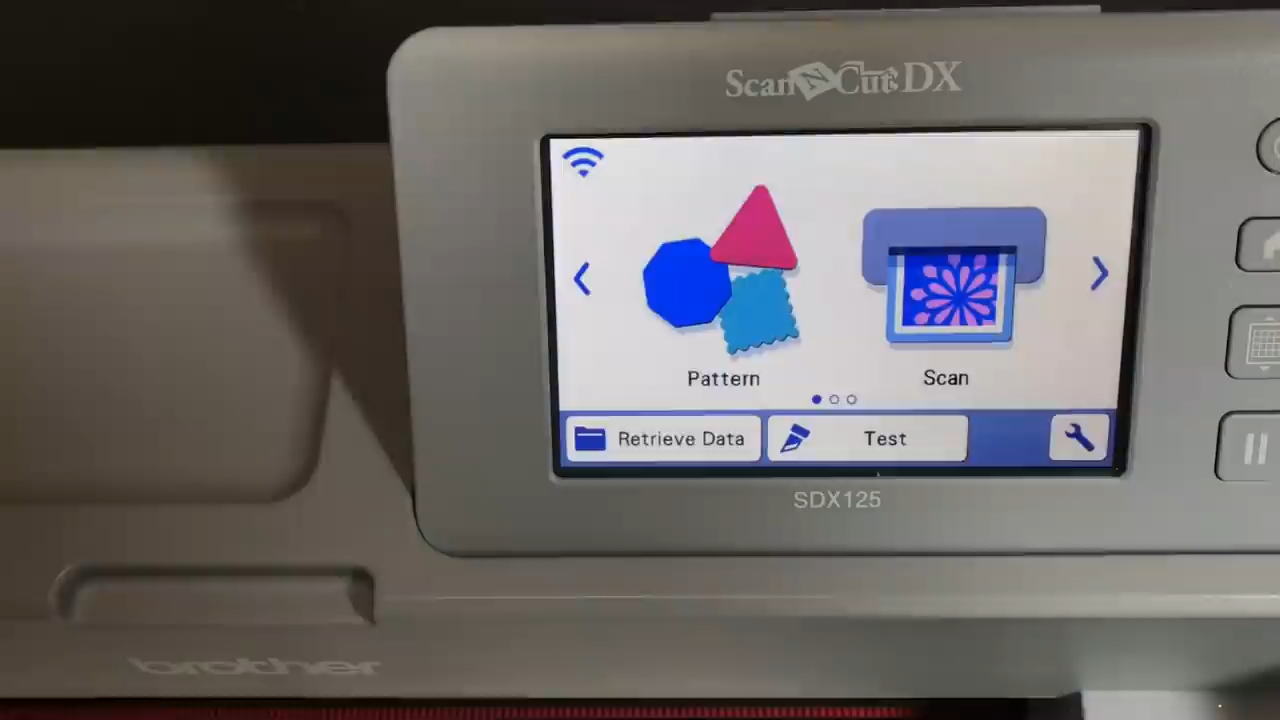 ScanNCut DX
Pattern
Scan
Retrieve Data
Test
SDX125
brother